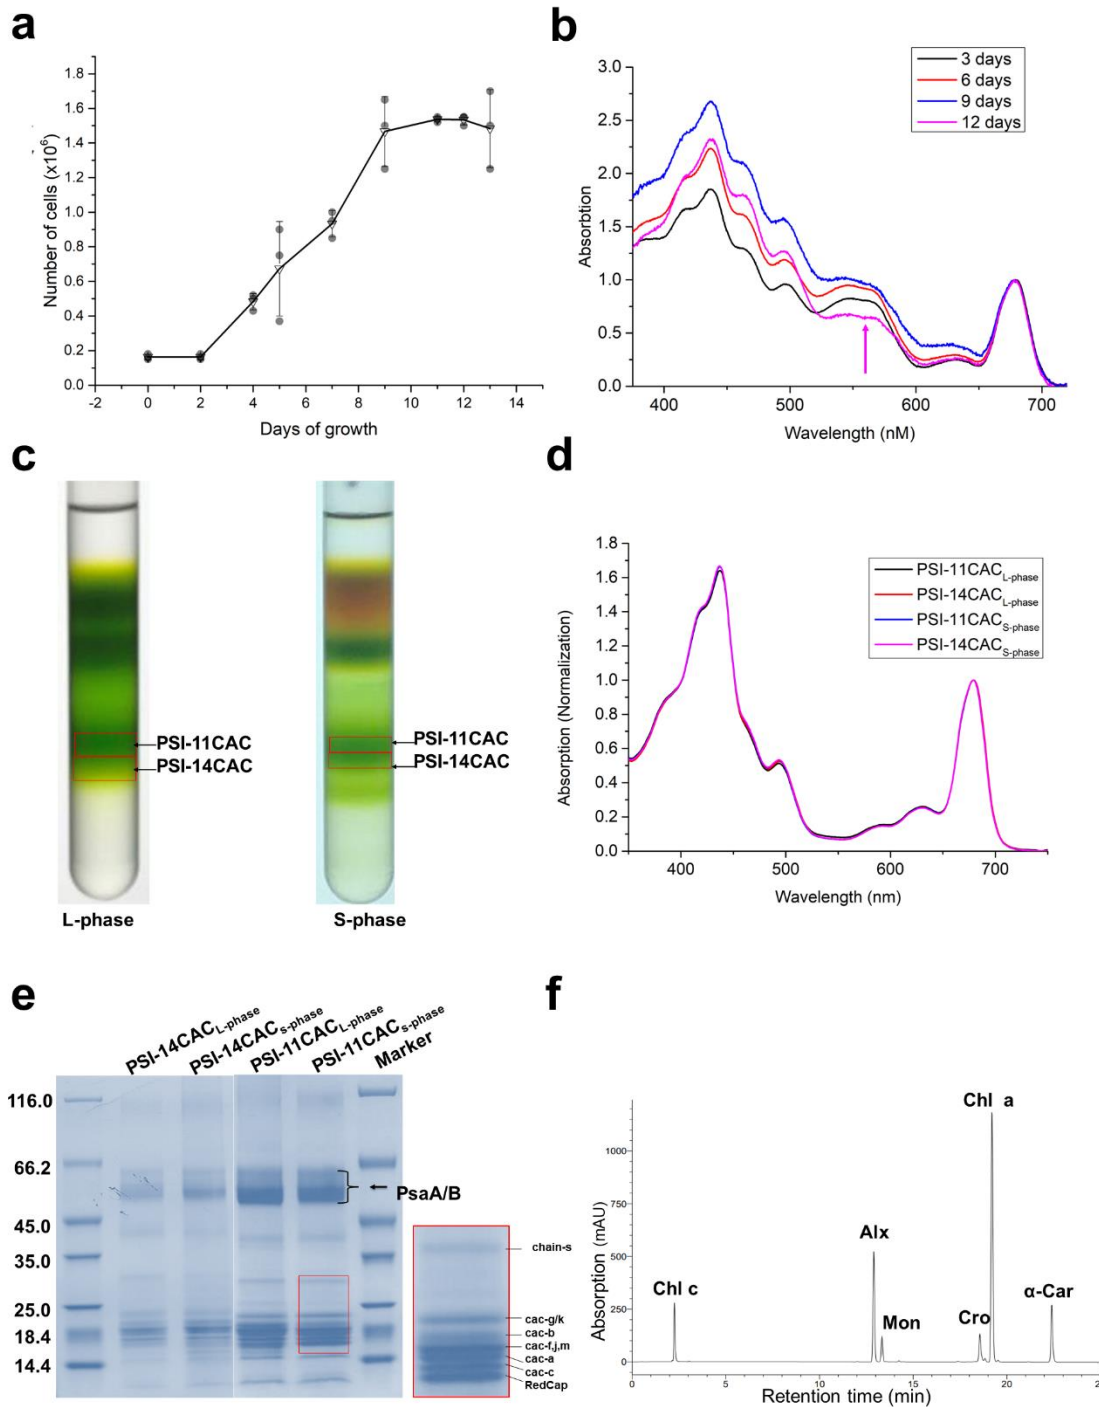 a
Number of cells (x10⁶)
1.8
1.6
1.4
1.2
1.0
0.8
0.6
0.4
0.2
0.0
-2 0 2 4 6 8 10 12 14
Days of growth
b
3 days
6 days
9 days
12 days
Absorbtion
3.0
2.5
2.0
1.5
1.0
0.5
0.0
400 500 600 700
Wavelength (nM)
c
PSI-11CAC
PSI-14CAC
L-phase
PSI-11CAC
PSI-14CAC
S-phase
d
PSI-11CAC L-phase
PSI-14CAC L-phase
PSI-11CAC S-phase
PSI-14CAC S-phase
Absorption (Normalization)
1.8
1.6
1.4
1.2
1.0
0.8
0.6
0.4
0.2
0.0
400 500 600 700
Wavelength (nm)
e
PSI-14CAC L-phase
PSI-14CAC s-phase
PSI-11CAC L-phase
PSI-11CAC s-phase
Marker
116.0
66.2
45.0
35.0
25.0
18.4
14.4
PsaA/B
chain-s
cac-g/k
cac-b
cac-f,j,m
cac-a
cac-c
RedCap
f
Absorption (mAU)
1000
750
500
250
0
Chl c
Alx
Mon
Cro
Chl a
α-Car
0 5 10 15 20 25
Retention time (min)